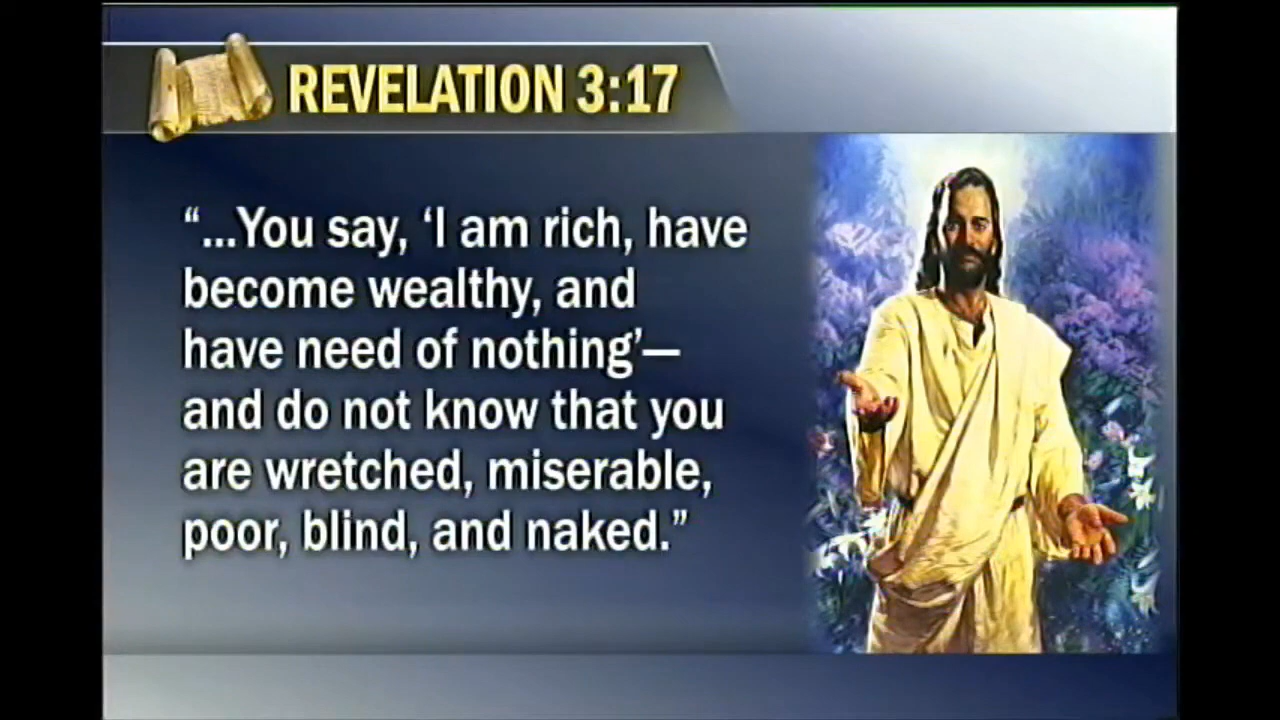 REVELATION 3:17
“...You say, ‘I am rich, have
become wealthy, and
have need of nothing’—
and do not know that you
are wretched, miserable,
poor, blind, and naked.”